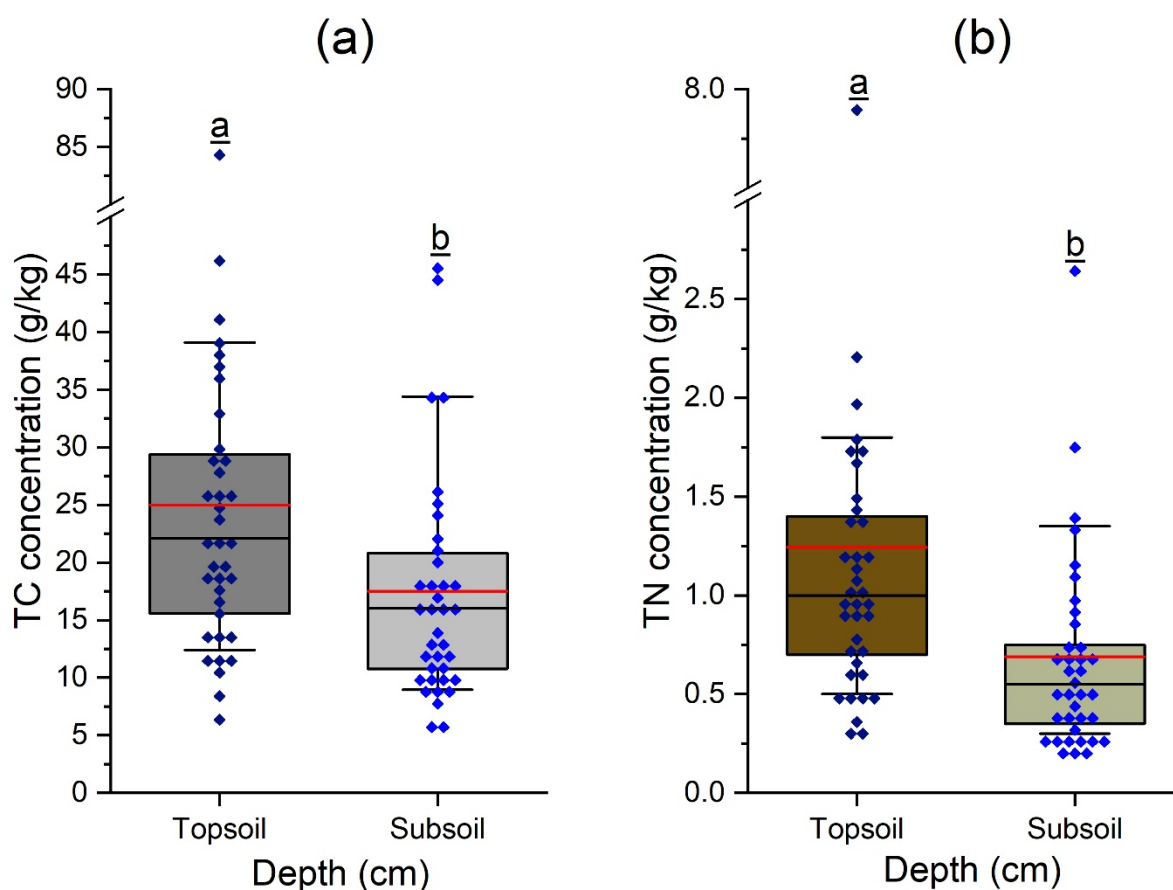 (a)
TC concentration (g/kg)
90
85
45
40
35
30
25
20
15
10
5
0
a
b
Topsoil
Subsoil
Depth (cm)
(b)
TN concentration (g/kg)
8.0
2.5
2.0
1.5
1.0
0.5
0.0
a
b
Topsoil
Subsoil
Depth (cm)